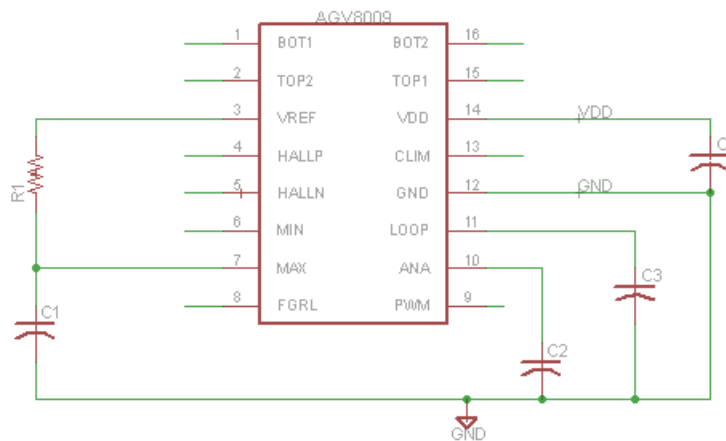 AGV8009
1 BOT1 BOT2 16
2 TOP2 TOP1 15
3 VREF VDD 14 VDD
4 HALLP CLIM 13
5 HALLN GND 12 GND
6 MIN LOOP 11
7 MAX ANA 10
8 FGRL PWM 9
R1
C1
C2
C3
C
GND